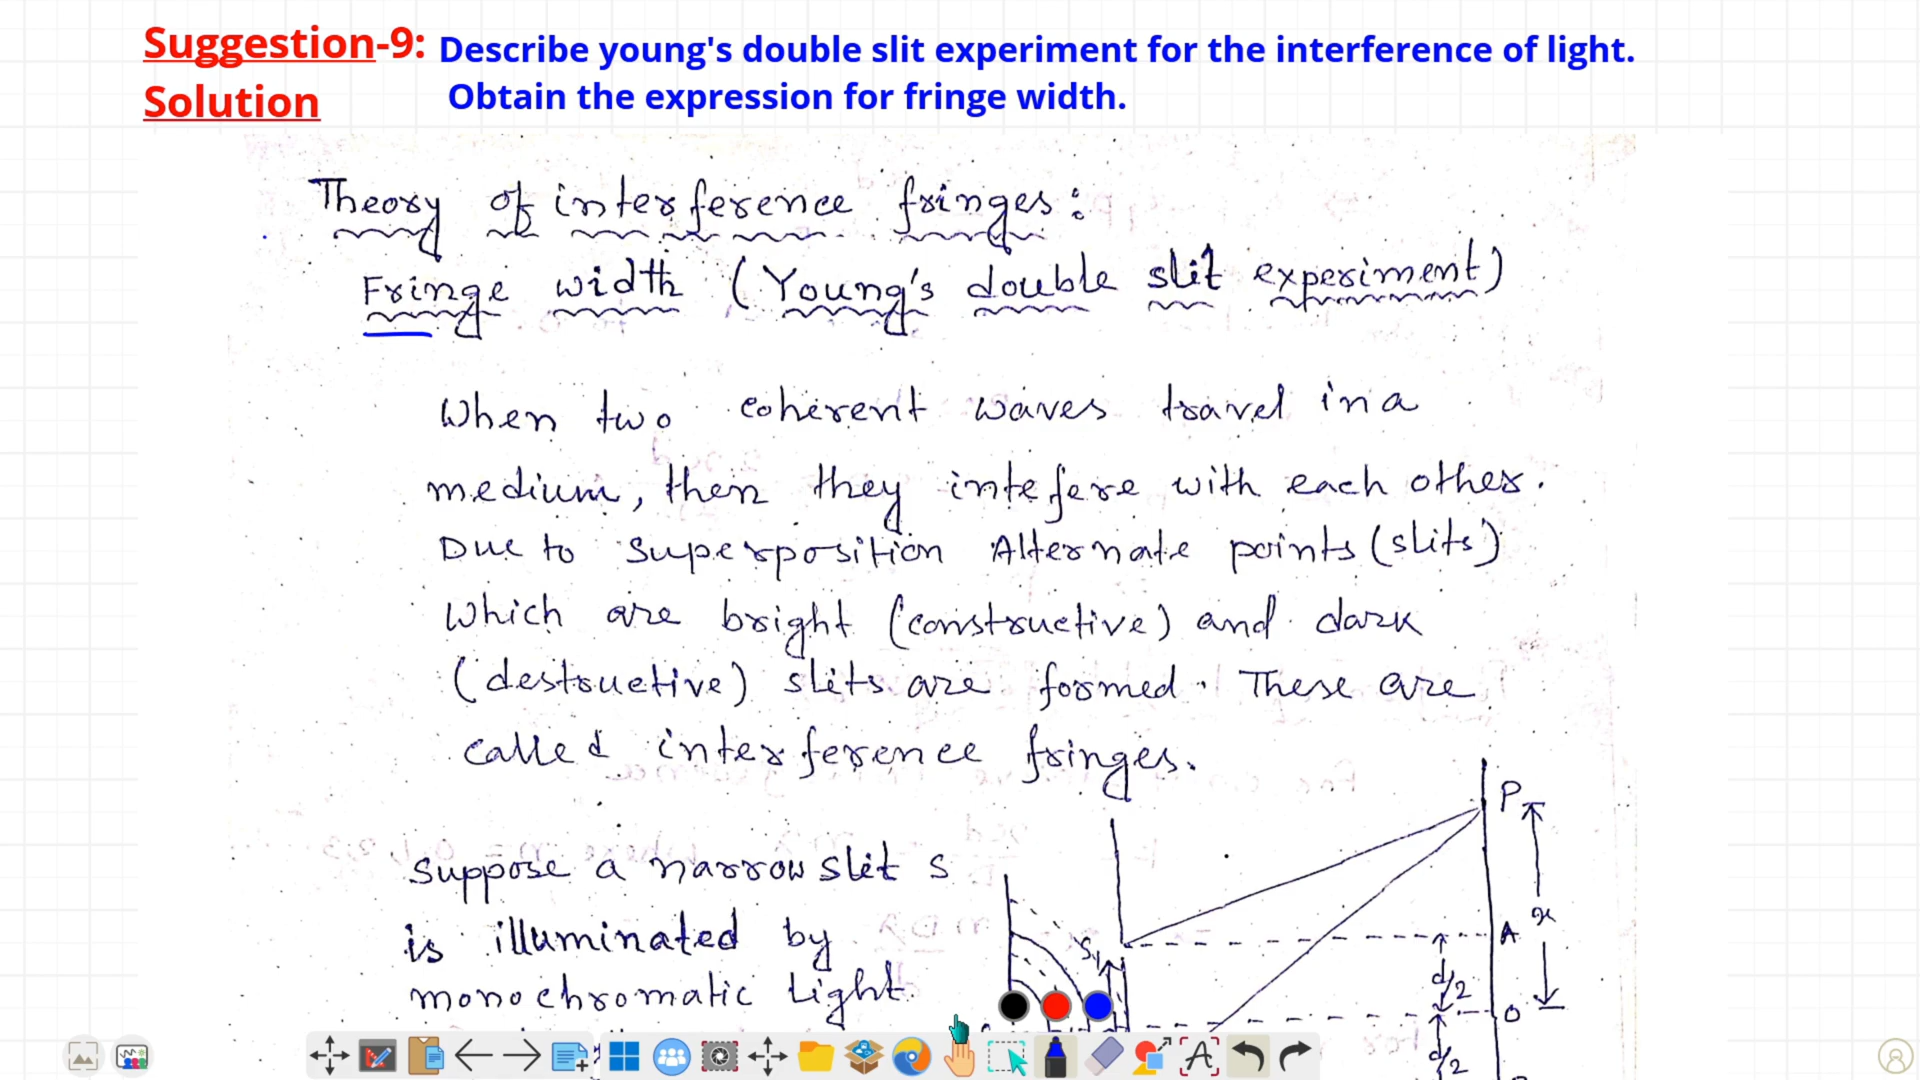 Suggestion-9: Describe young's double slit experiment for the interference of light.
Solution Obtain the expression for fringe width.
Theory of interference fringes:
Fringe width (Young's double slit experiment)
When two coherent waves travel in a
medium, then they intefere with each other.
Due to superposition Alternate points (slits)
which are bright (constructive) and dark
(destructive) slits are formed. These are
called interference fringes.
Suppose a narrow slit S
is illuminated by
monochromatic Light.
P
x
S1
A
d/2
O
d/2